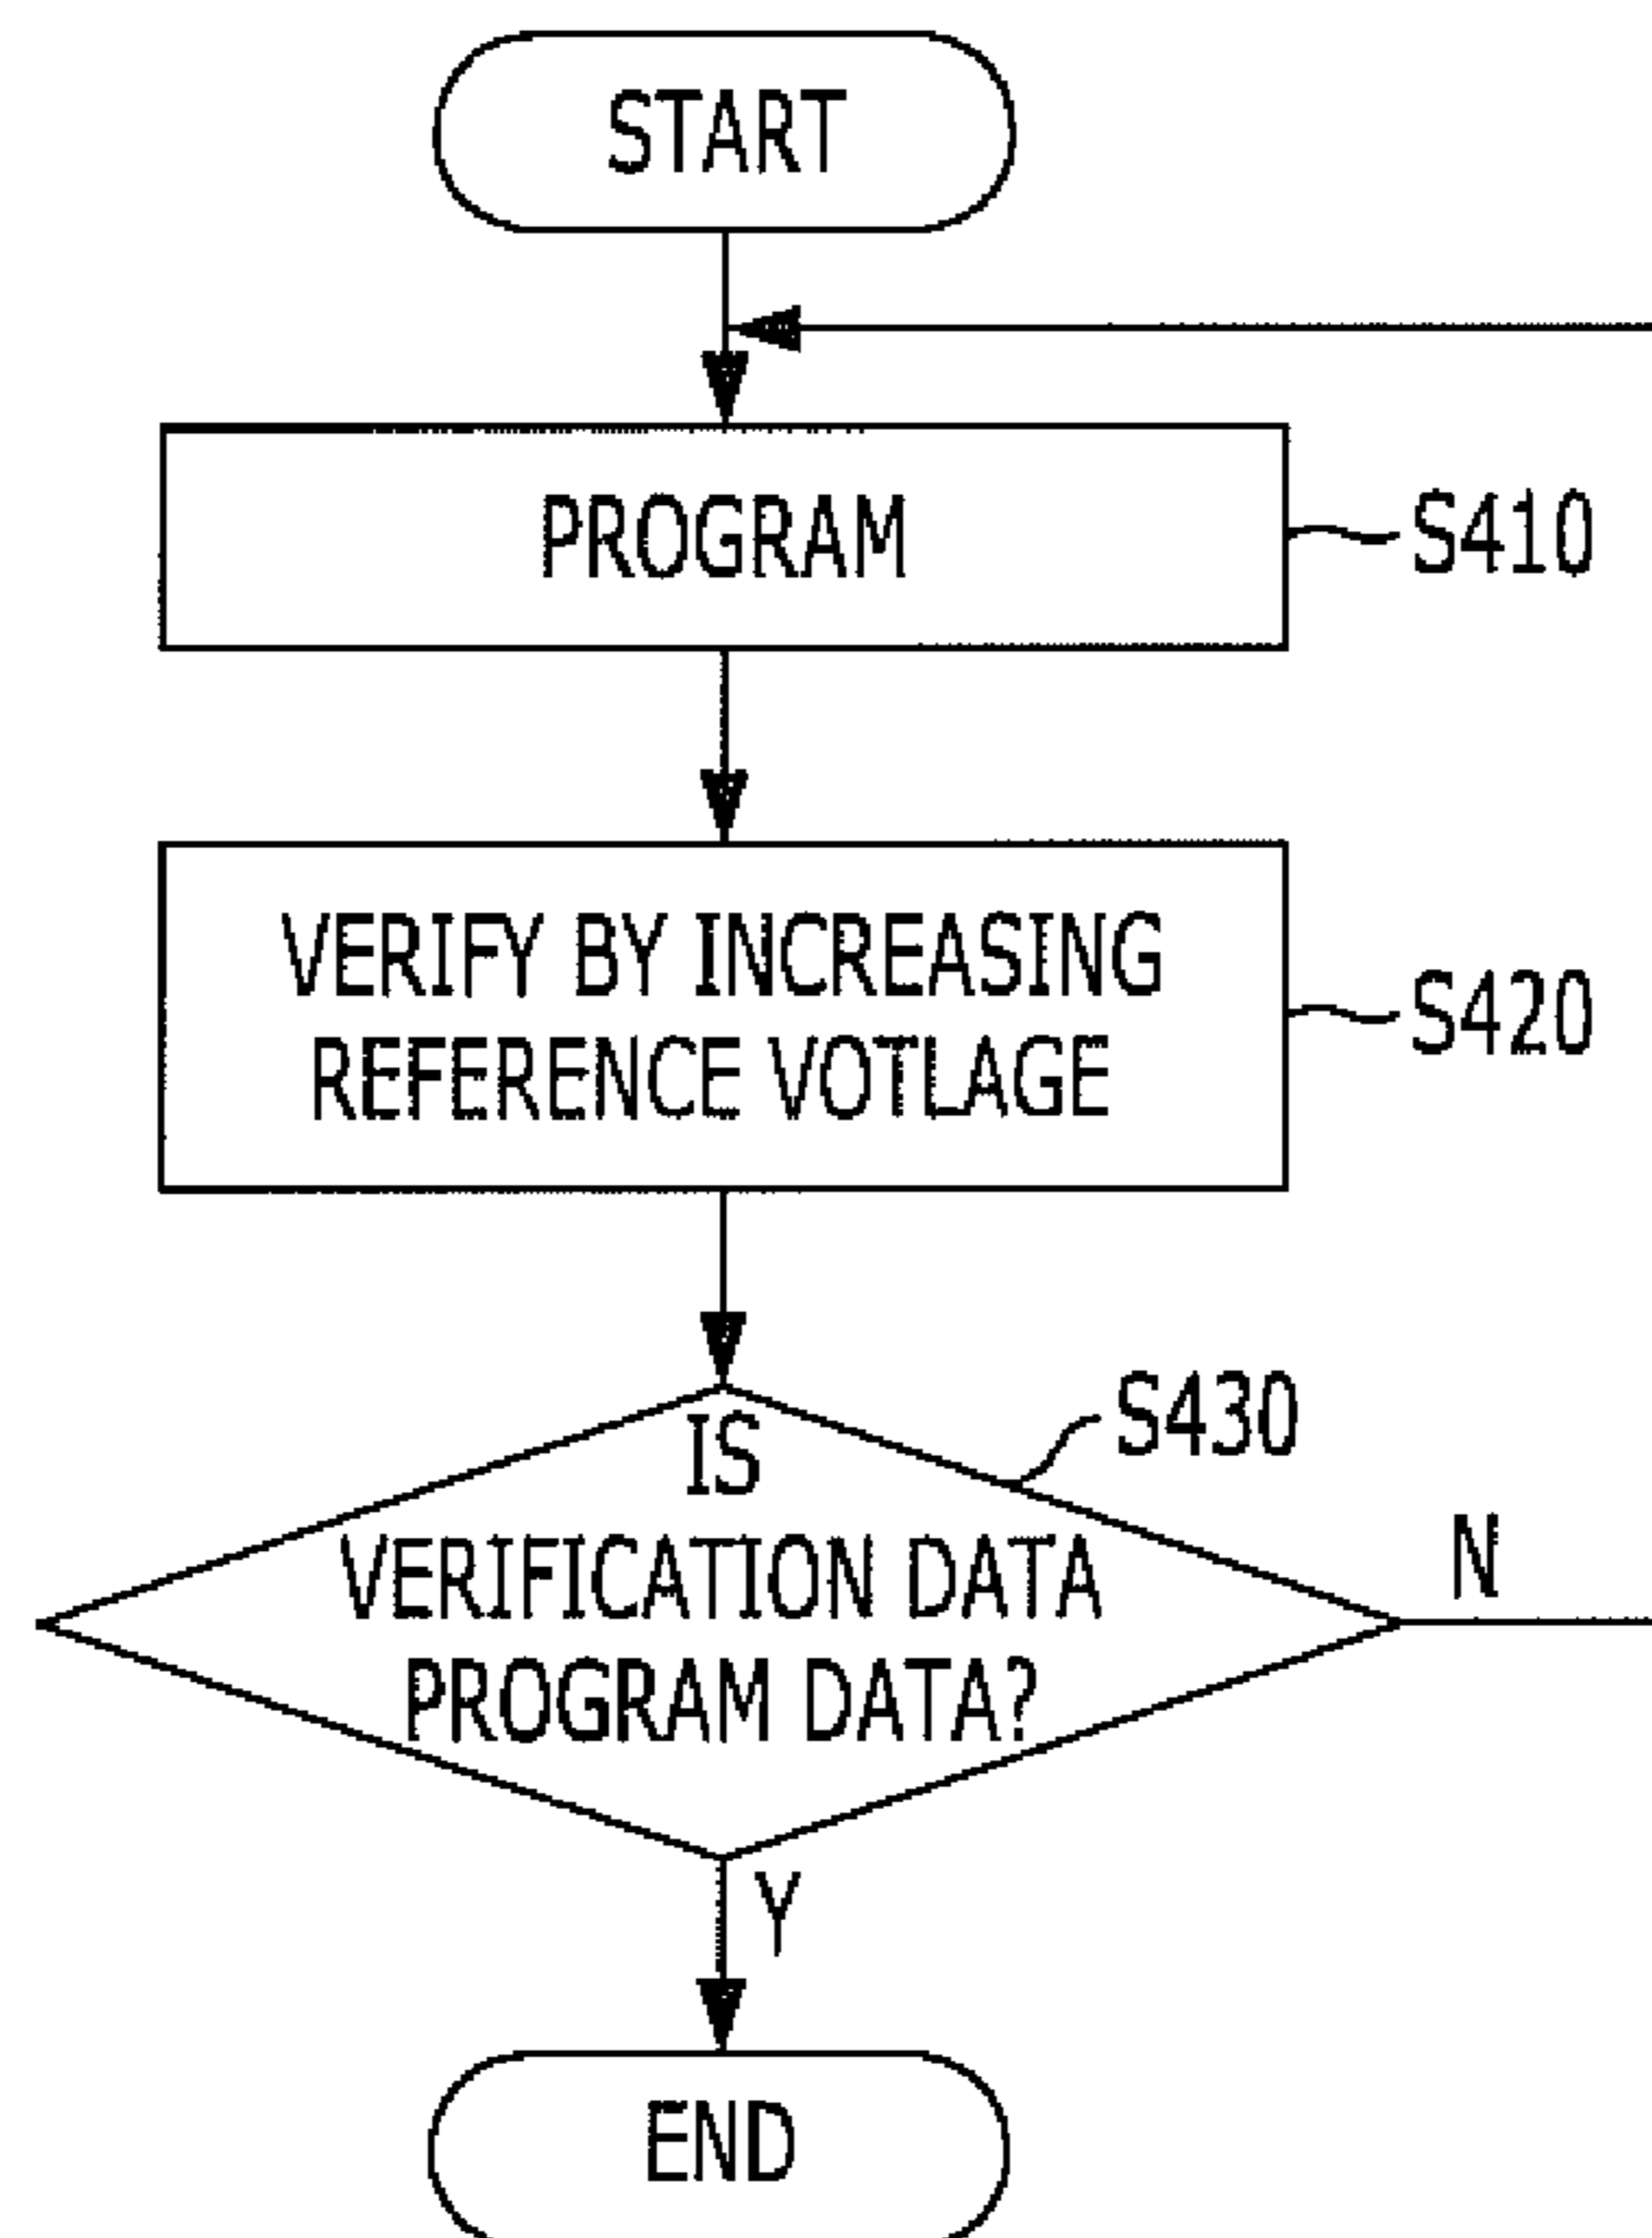 START
PROGRAM
S410
VERIFY BY INCREASING
REFERENCE VOTLAGE
S420
S430
IS
VERIFICATION DATA
PROGRAM DATA?
N
Y
END